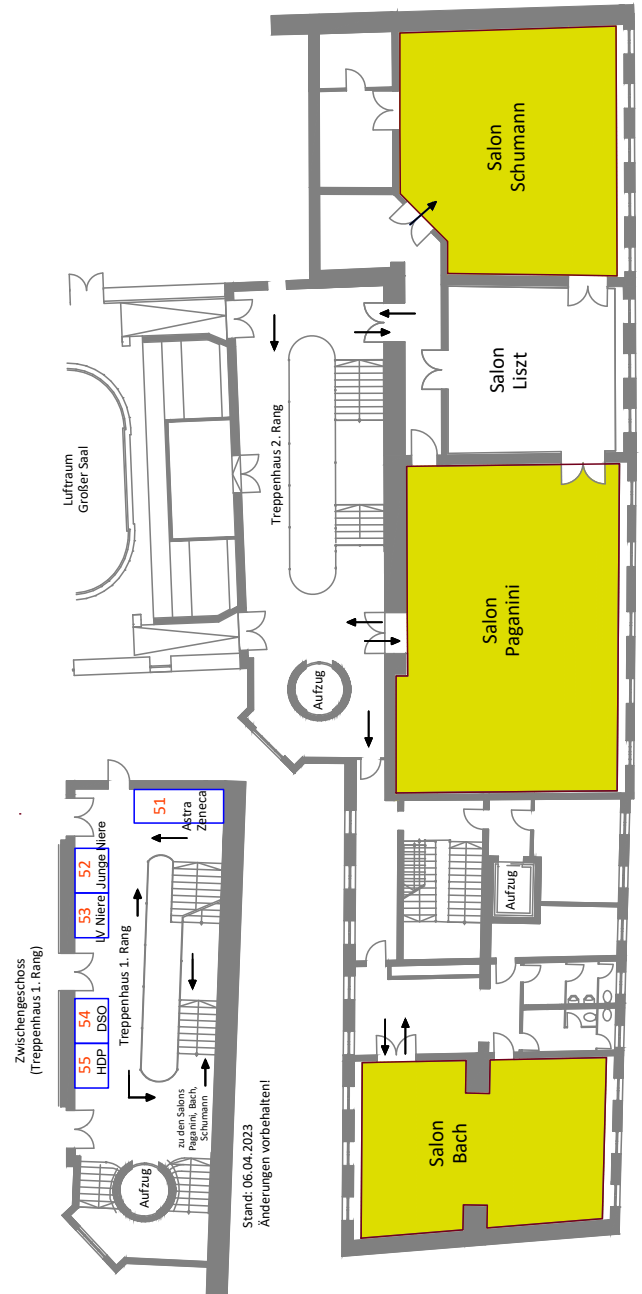 Zwischengeschoss
(Treppenhaus 1. Rang)
55
HDP
54
DSO
53
LV Niere
52
Junge Niere
51
Astra
Zeneca
Treppenhaus 1. Rang
zu den Salons
Paganini, Bach,
Schumann
Aufzug
Stand: 06.04.2023
Änderungen vorbehalten!
Luftraum
Großer Saal
Treppenhaus 2. Rang
Aufzug
Salon
Bach
Aufzug
Salon
Paganini
Salon
Liszt
Salon
Schumann